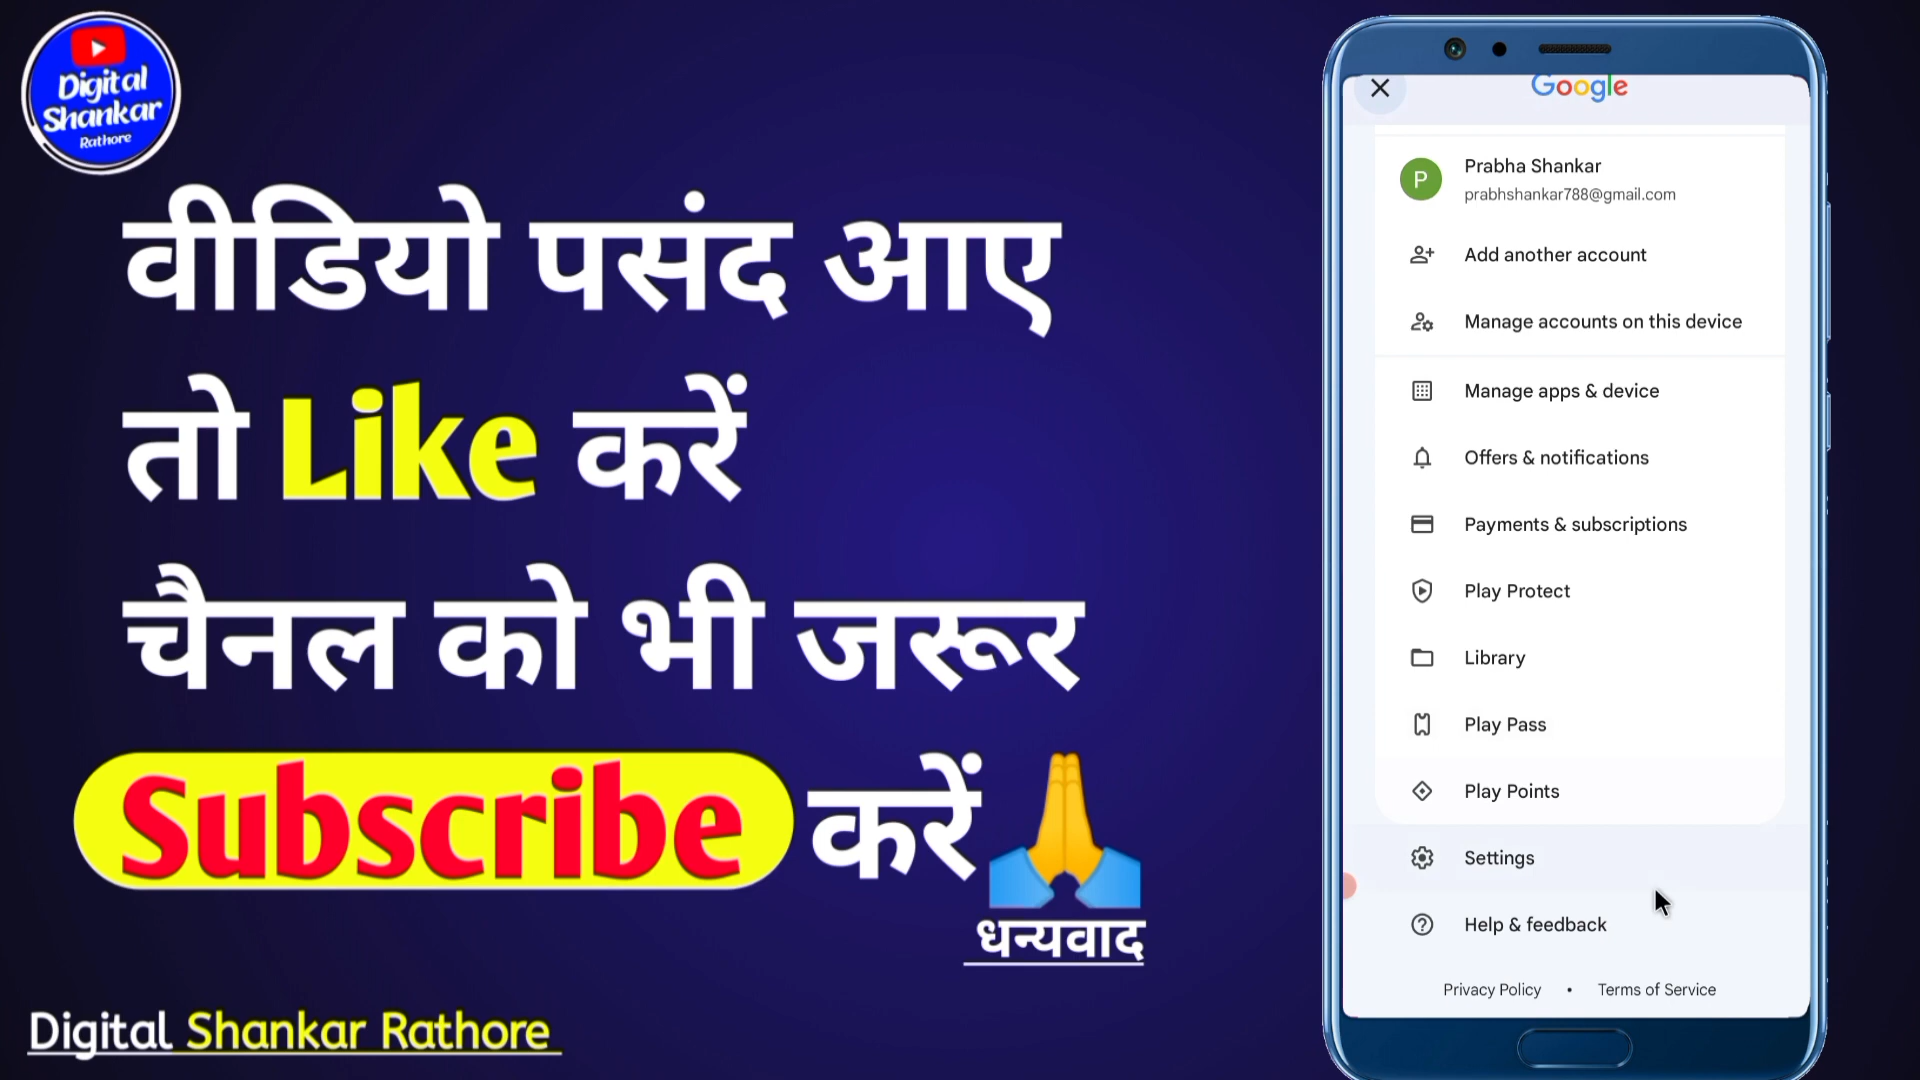 Digital
Shankar
Rathore
वीडियो पसंद आए
तो Like करें
चैनल को भी जरूर
Subscribe करें
धन्यवाद
Digital Shankar Rathore
Google
P
Prabha Shankar
prabhshankar788@gmail.com
Add another account
Manage accounts on this device
Manage apps & device
Offers & notifications
Payments & subscriptions
Play Protect
Library
Play Pass
Play Points
Settings
Help & feedback
Privacy Policy • Terms of Service